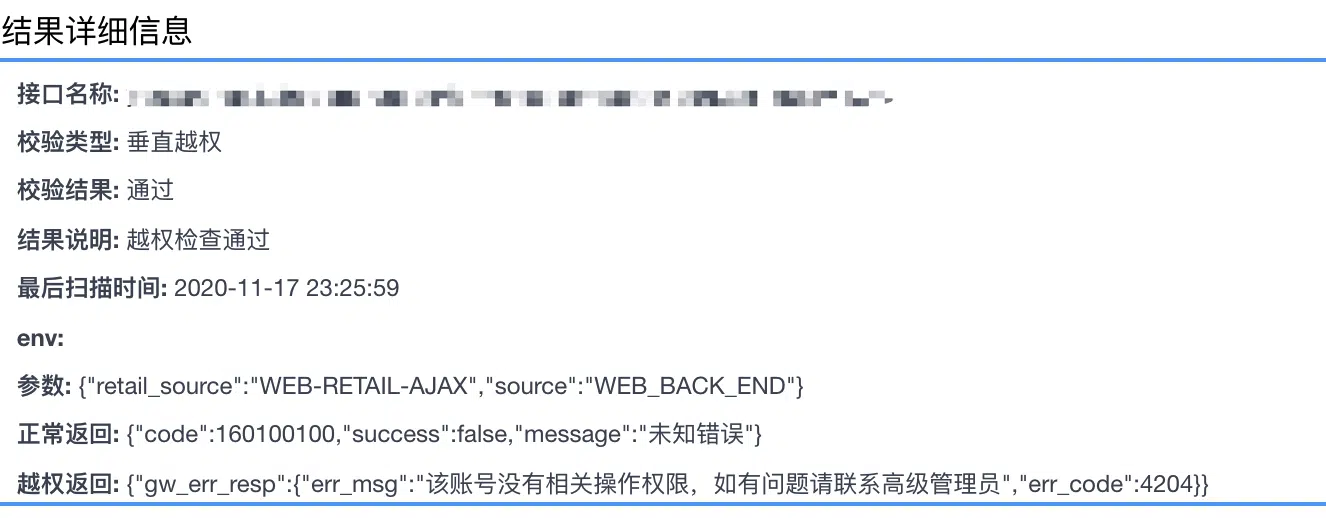 结果详细信息
接口名称:
校验类型: 垂直越权
校验结果: 通过
结果说明: 越权检查通过
最后扫描时间: 2020-11-17 23:25:59
env:
参数: {"retail_source":"WEB-RETAIL-AJAX","source":"WEB_BACK_END"}
正常返回: {"code":160100100,"success":false,"message":"未知错误"}
越权返回: {"gw_err_resp":{"err_msg":"该账号没有相关操作权限，如有问题请联系高级管理员","err_code":4204}}